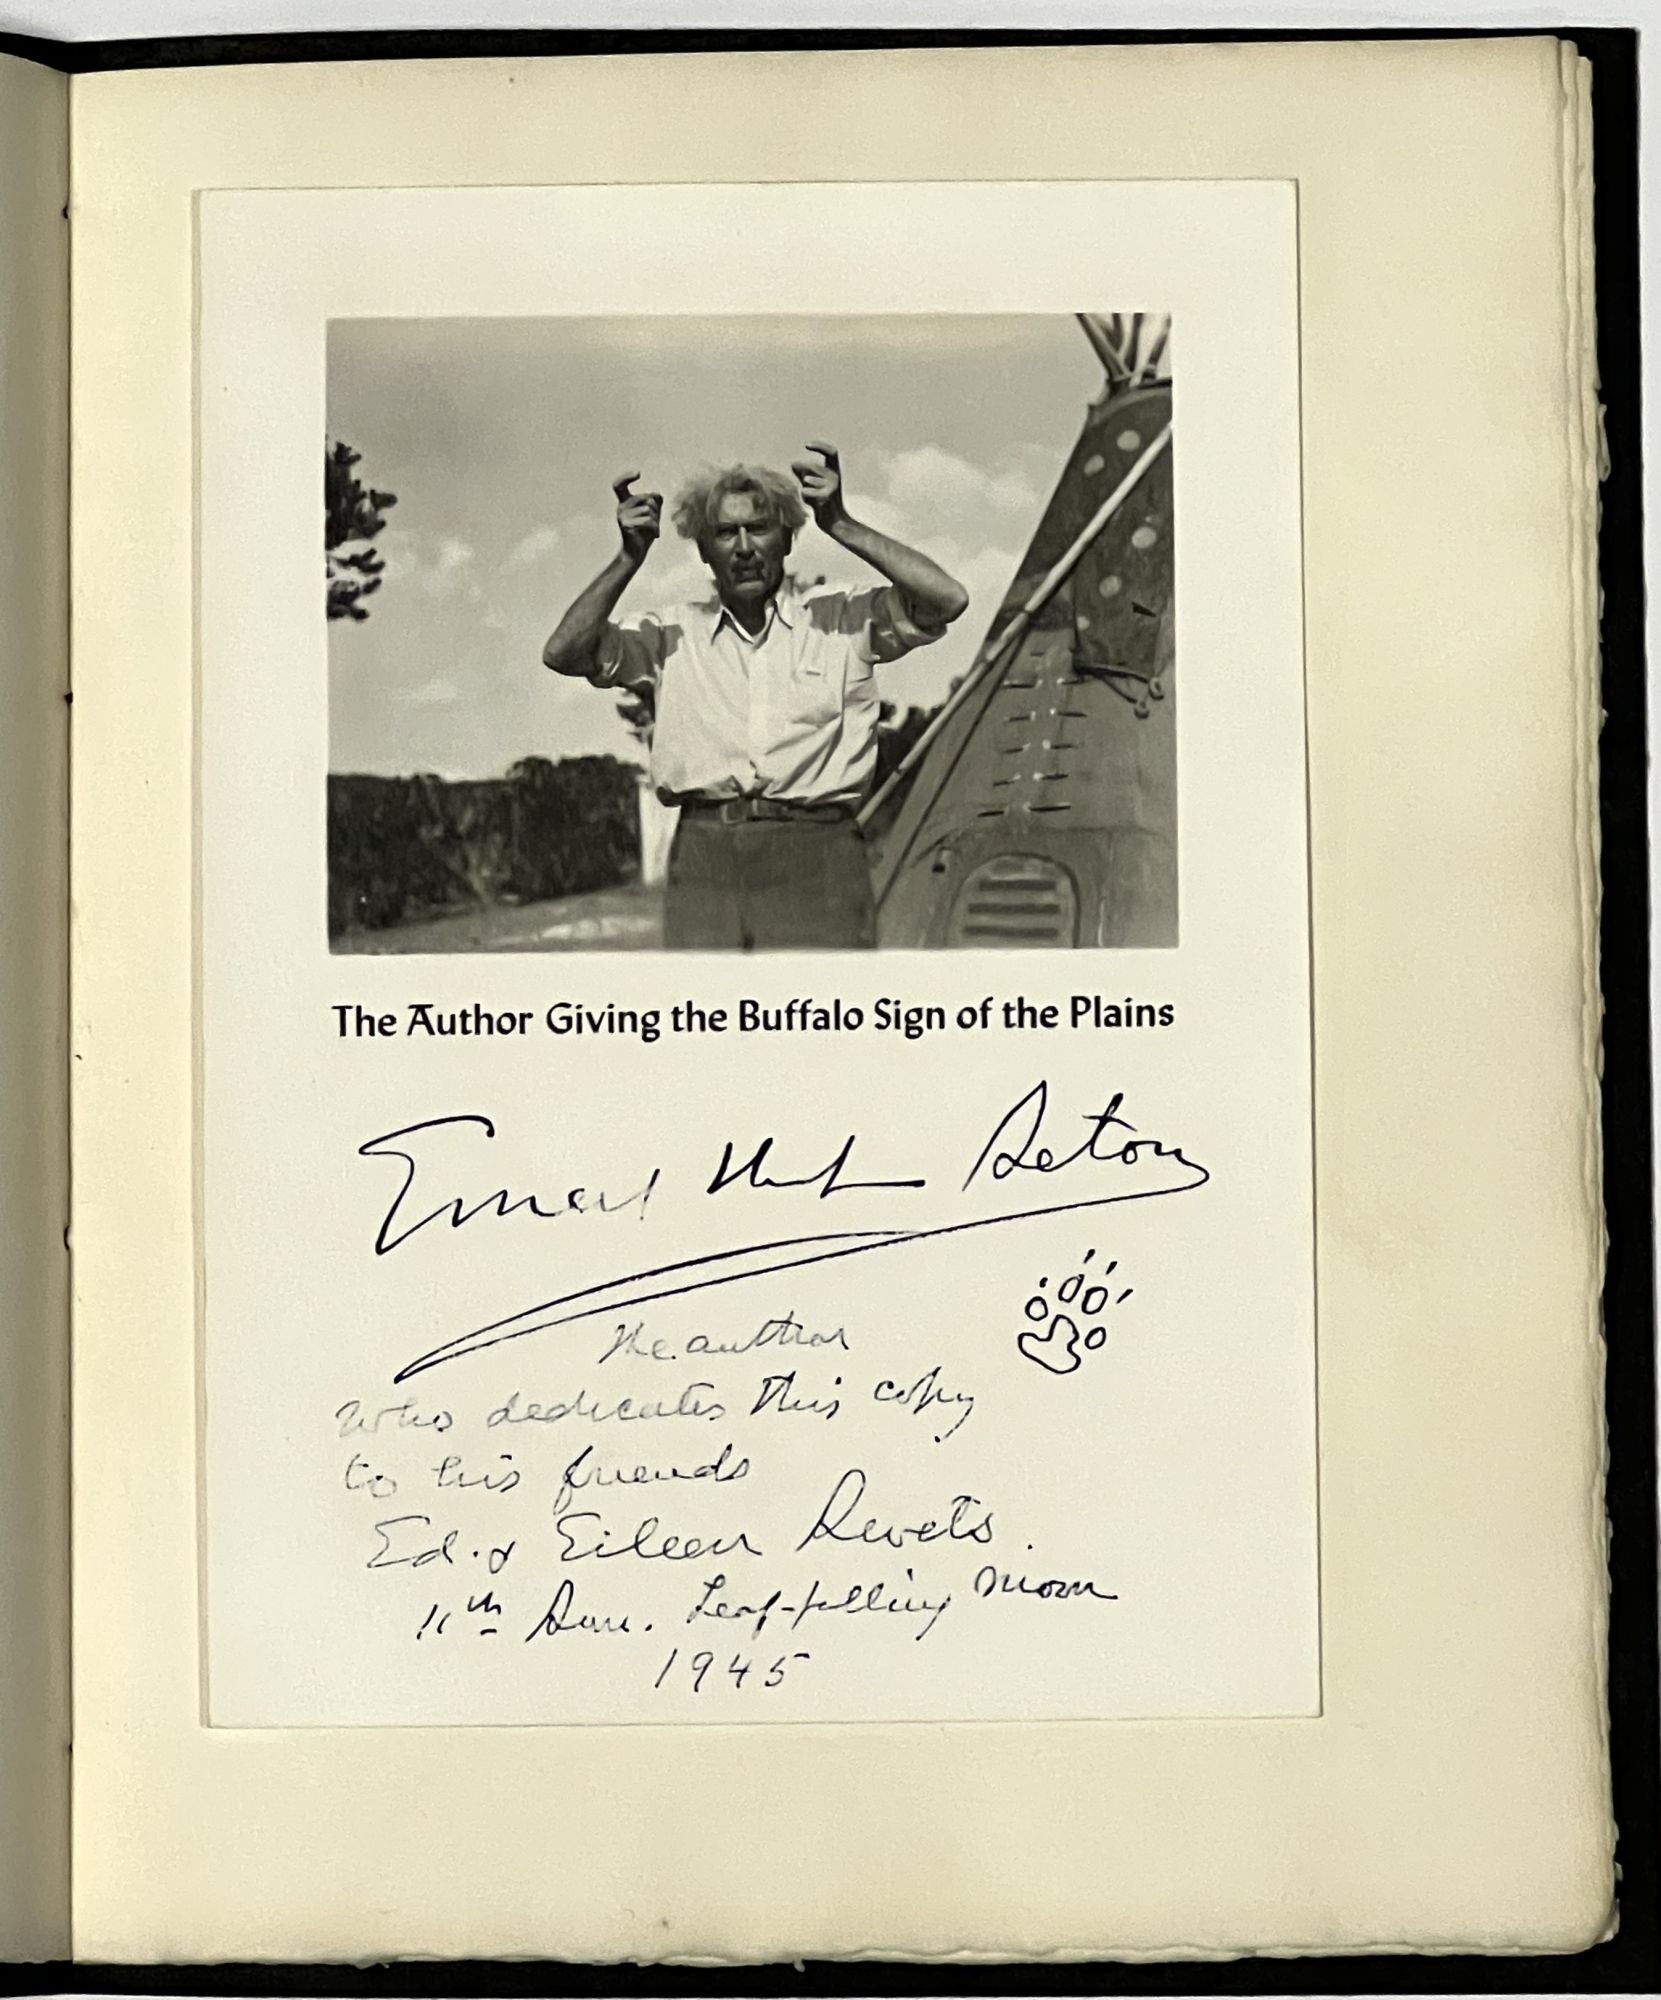 The Author Giving the Buffalo Sign of the Plains
Ernest Thompson Seton
The author
who dedicates this copy
to his friends
Ed. & Eileen
11th Sun. Leaf-falling Moon
1945